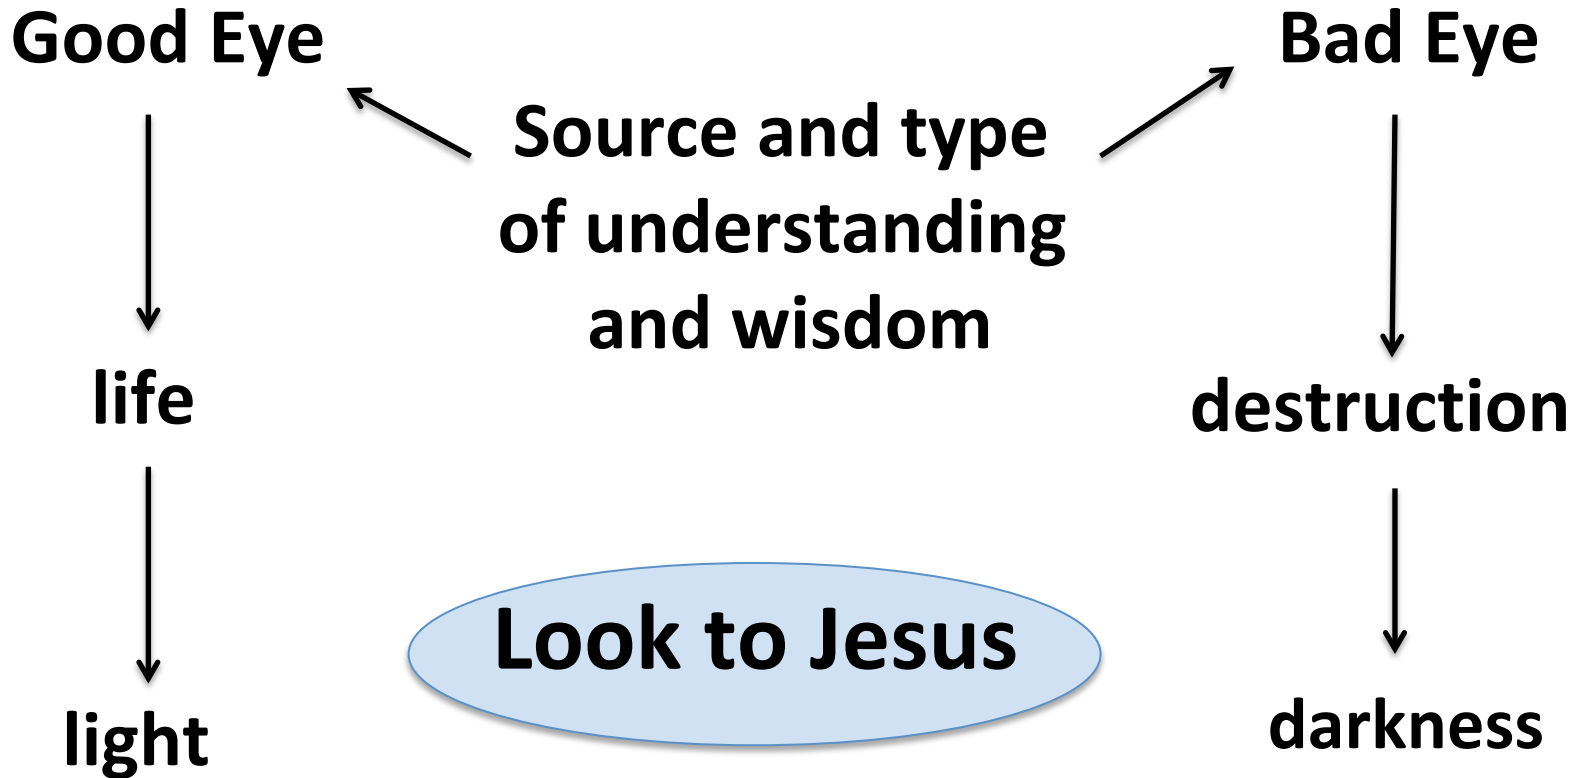 Good Eye
Bad Eye
Source and type
of understanding
and wisdom
life
destruction
Look to Jesus
light
darkness